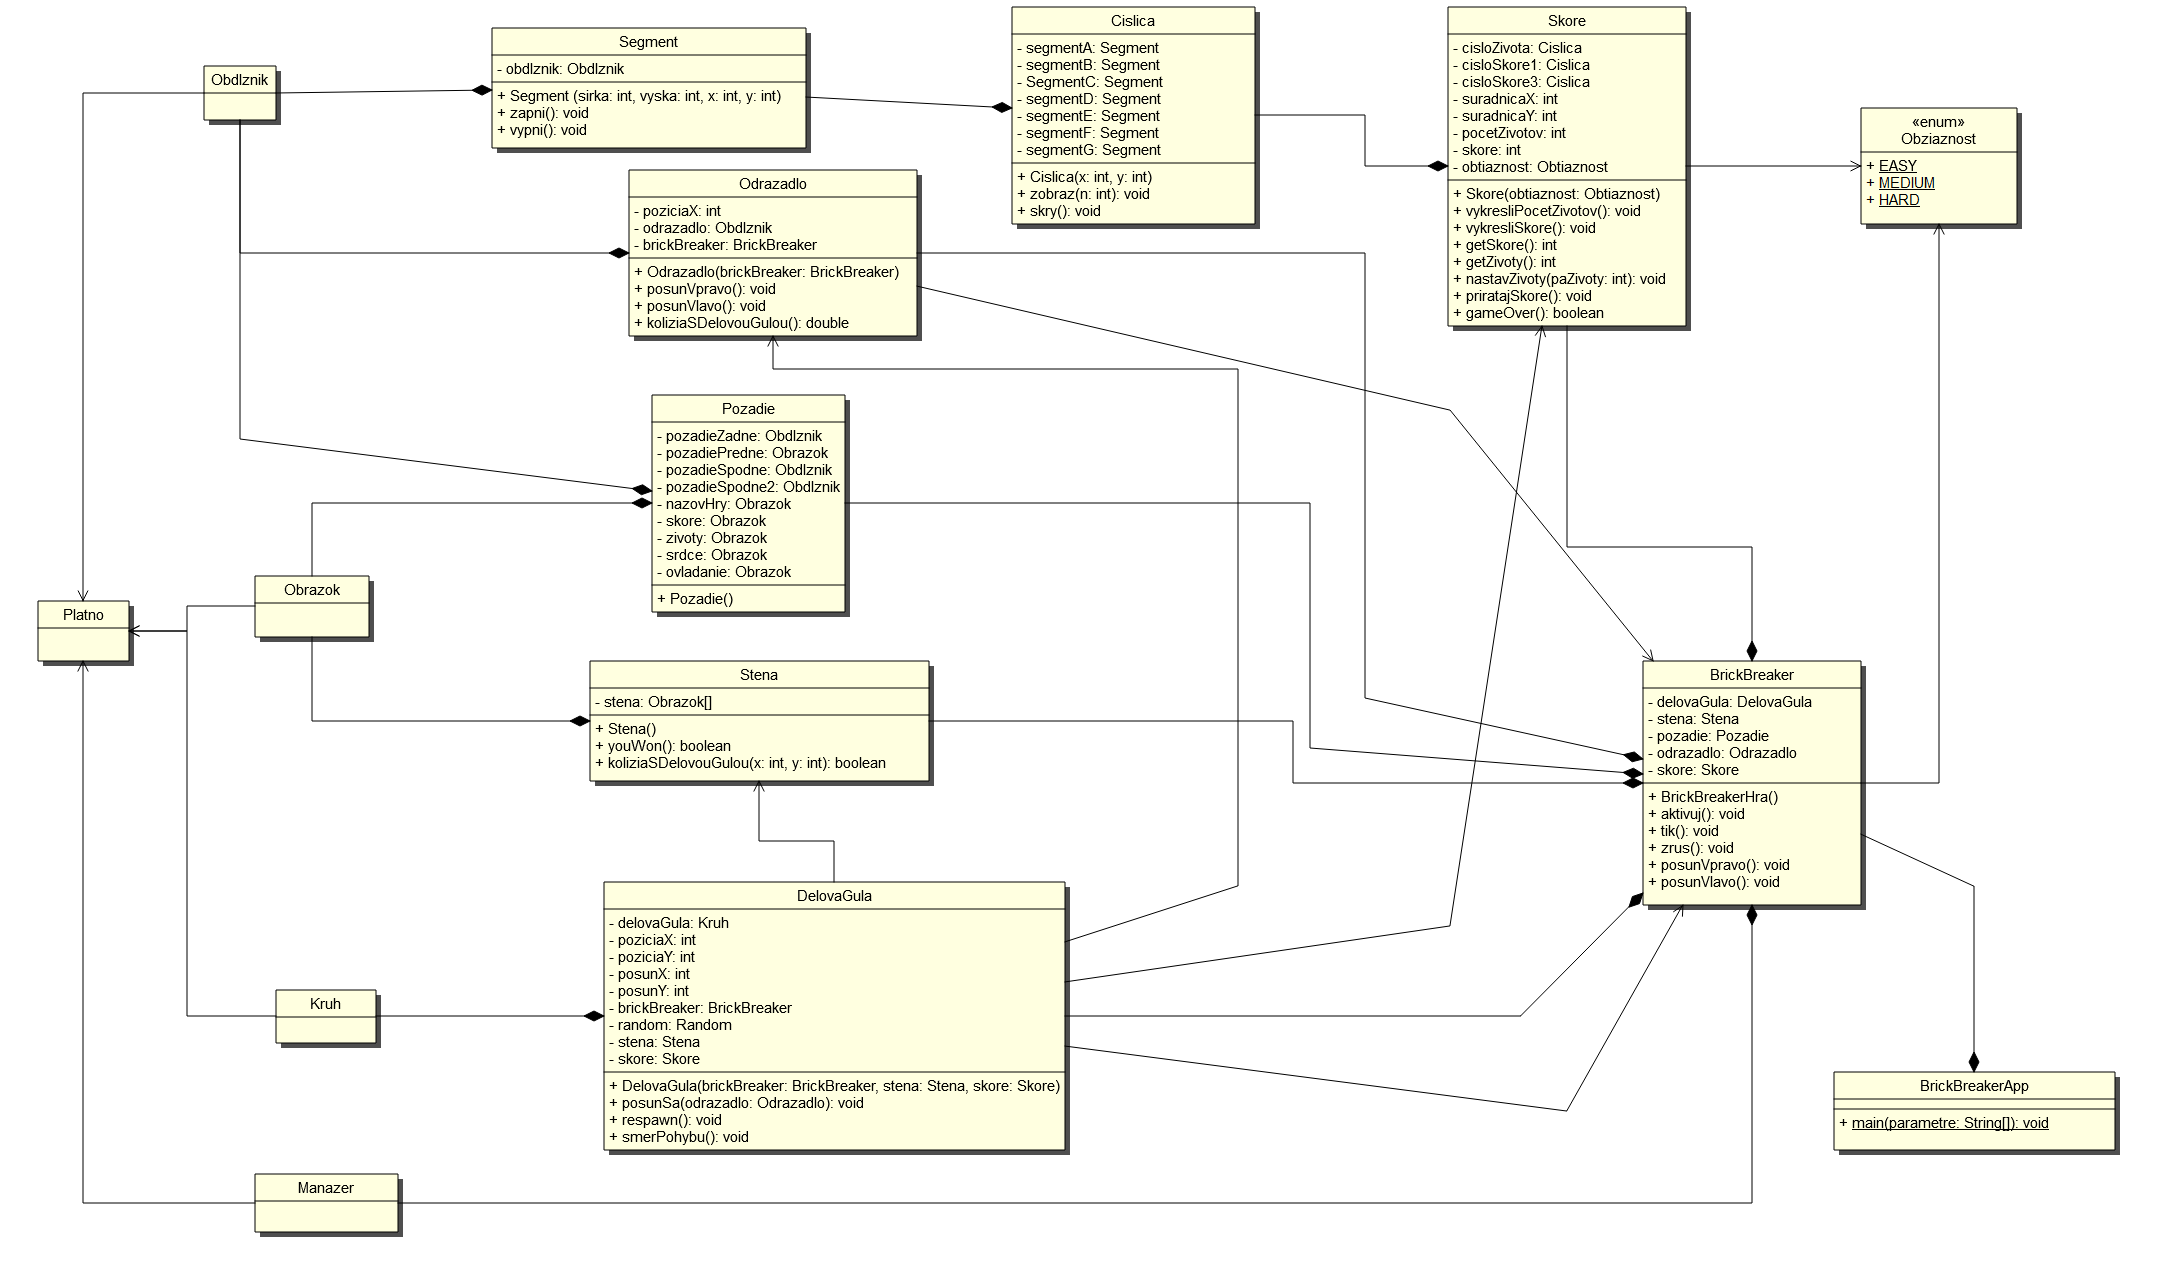 Obdlznik
Segment
- obdlznik: Obdlznik
+ Segment (sirka: int, vyska: int, x: int, y: int)
+ zapni(): void
+ vypni(): void
Cislica
- segmentA: Segment
- segmentB: Segment
- SegmentC: Segment
- segmentD: Segment
- segmentE: Segment
- segmentF: Segment
- segmentG: Segment
+ Cislica(x: int, y: int)
+ zobraz(n: int): void
+ skry(): void
Skore
- cisloZivota: Cislica
- cisloSkore1: Cislica
- cisloSkore3: Cislica
- suradnicaX: int
- suradnicaY: int
- pocetZivotov: int
- skore: int
- obtiaznost: Obtiaznost
+ Skore(obtiaznost: Obtiaznost)
+ vykresliPocetZivotov(): void
+ vykresliSkore(): void
+ getSkore(): int
+ getZivoty(): int
+ nastavZivoty(paZivoty: int): void
+ priratajSkore(): void
+ gameOver(): boolean
«enum»
Obziaznost
+ EASY
+ MEDIUM
+ HARD
Odrazadlo
- poziciaX: int
- odrazadlo: Obdlznik
- brickBreaker: BrickBreaker
+ Odrazadlo(brickBreaker: BrickBreaker)
+ posunVpravo(): void
+ posunVlavo(): void
+ koliziaSDelovouGulou(): double
Pozadie
- pozadieZadne: Obdlznik
- pozadiePredne: Obrazok
- pozadieSpodne: Obdlznik
- pozadieSpodne2: Obdlznik
- nazovHry: Obrazok
- skore: Obrazok
- zivoty: Obrazok
- srdce: Obrazok
- ovladanie: Obrazok
+ Pozadie()
Obrazok
Platno
Stena
- stena: Obrazok[]
+ Stena()
+ youWon(): boolean
+ koliziaSDelovouGulou(x: int, y: int): boolean
BrickBreaker
- delovaGula: DelovaGula
- stena: Stena
- pozadie: Pozadie
- odrazadlo: Odrazadlo
- skore: Skore
+ BrickBreakerHra()
+ aktivuj(): void
+ tik(): void
+ zrus(): void
+ posunVpravo(): void
+ posunVlavo(): void
DelovaGula
- delovaGula: Kruh
- poziciaX: int
- poziciaY: int
- posunX: int
- posunY: int
- brickBreaker: BrickBreaker
- random: Random
- stena: Stena
- skore: Skore
+ DelovaGula(brickBreaker: BrickBreaker, stena: Stena, skore: Skore)
+ posunSa(odrazadlo: Odrazadlo): void
+ respawn(): void
+ smerPohybu(): void
Kruh
BrickBreakerApp
+ main(parametre: String[]): void
Manazer